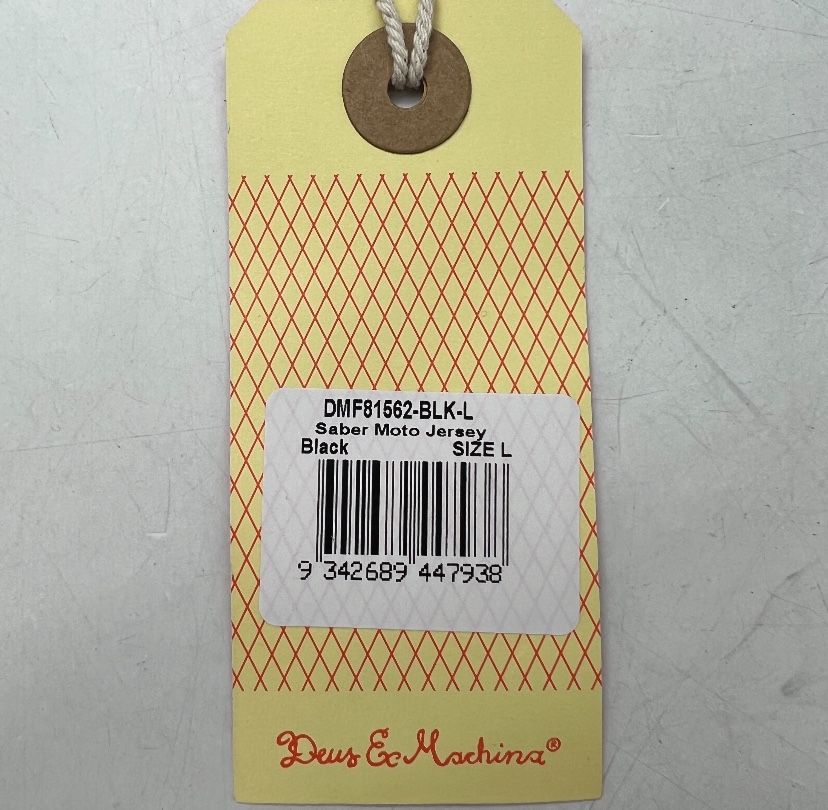 DMF81562-BLK-L
Saber Moto Jersey
Black SIZE L
9 342689 447938
Deus Ex Machina®